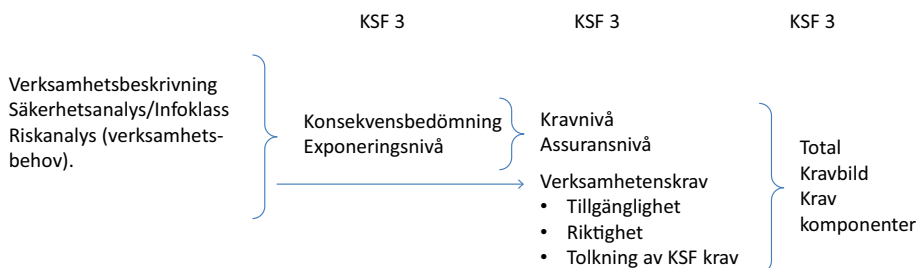 KSF 3
KSF 3
KSF 3
Verksamhetsbeskrivning
Säkerhetsanalys/Infoklass
Riskanalys (verksamhets-
behov).
Konsekvensbedömning
Exponeringsnivå
Kravnivå
Assuransnivå
Verksamhetenskrav
• Tillgänglighet
• Riktighet
• Tolkning av KSF krav
Total
Kravbild
Krav
komponenter